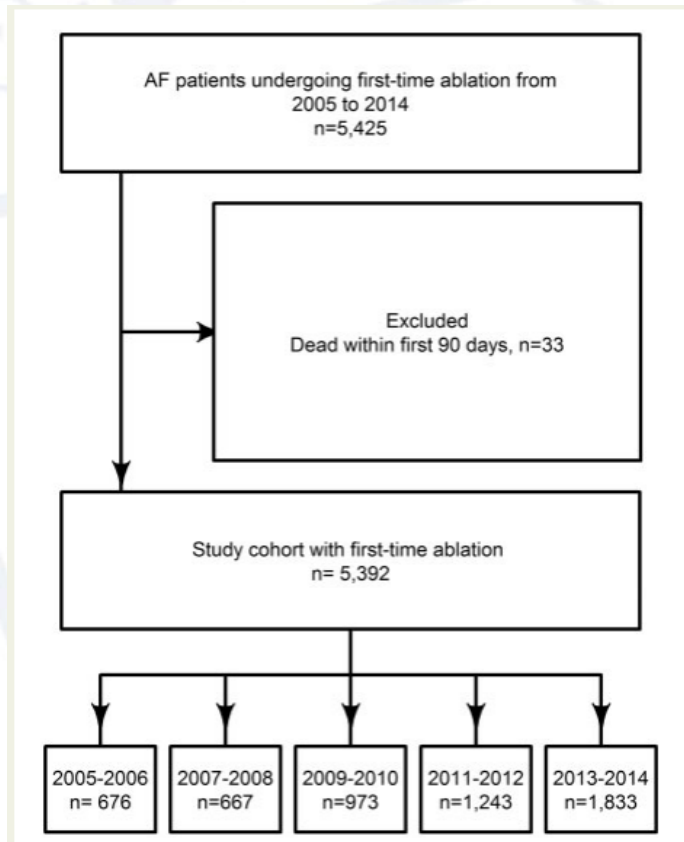 AF patients undergoing first-time ablation from
2005 to 2014
n=5,425
Excluded
Dead within first 90 days, n=33
Study cohort with first-time ablation
n= 5,392
2005-2006
n= 676
2007-2008
n=667
2009-2010
n=973
2011-2012
n=1,243
2013-2014
n=1,833